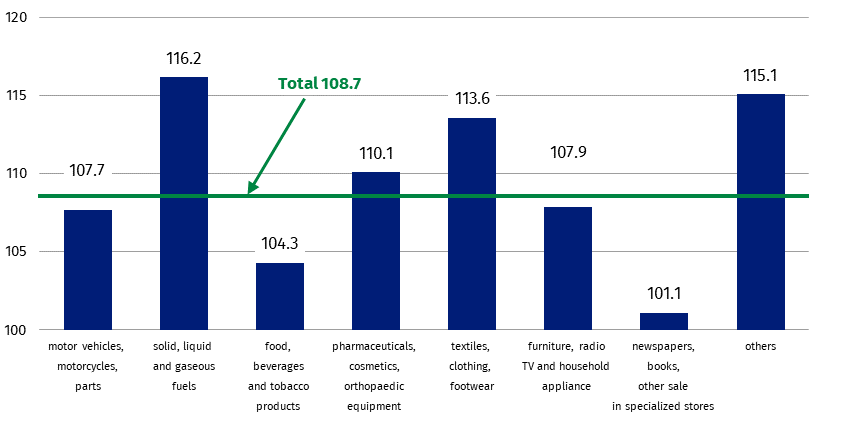 120
116.2
Total 108.7
115.1
115
113.6
110.1
107.9
107.7
110
104.3
105
101.1
100
motor vehicles,
motorcycles,
parts
solid, liquid
and gaseous
fuels
food,
beverages
and tobacco
products
pharmaceuticals,
cosmetics,
orthopaedic
equipment
textiles,
clothing,
footwear
furniture, radio
TV and household
appliance
newspapers,
books,
other sale
in specialized stores
others